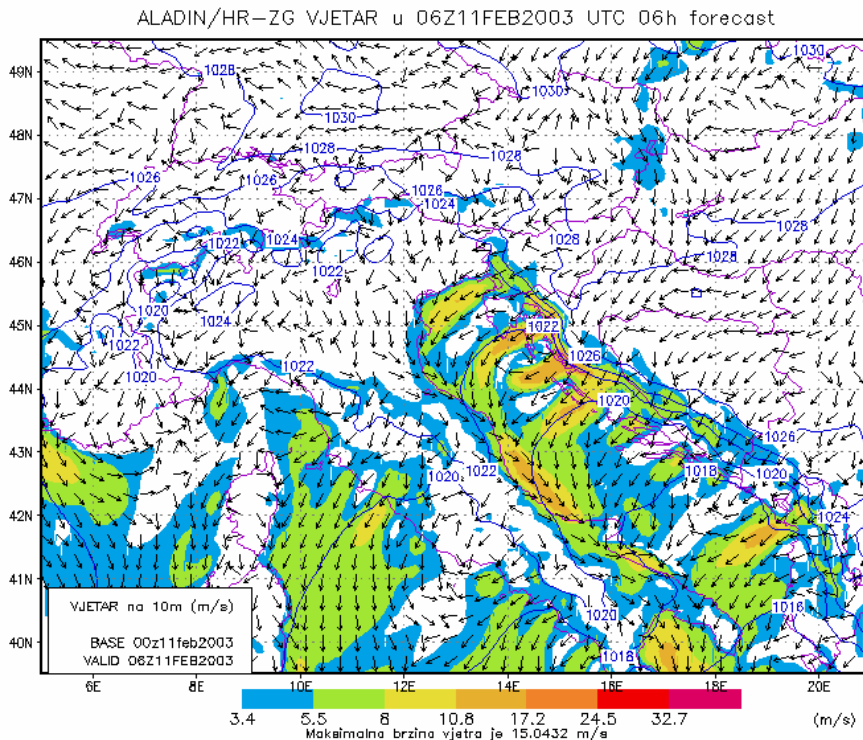 ALADIN/HR-ZG VJETAR u 06Z11FEB2003 UTC 06h forecast
49N
48N
47N
46N
45N
44N
43N
42N
41N
40N
1028
1030
1030
1030
1028
1028
1026
1026
1026
1024
1028
1028
1022
1024
1022
1020
1024
1022
1022
1026
1020
1022
1020
1022
1020
1026
1018
1020
1024
1020
1016
1018
VJETAR na 10m (m/s)
BASE 00z11feb2003
VALID 06Z11FEB2003
6E 8E 10E 12E 14E 16E 18E 20E
3.4 5.5 8 10.8 17.2 24.5 32.7 (m/s)
Maksimalna brzina vjetra je 15.0432 m/s